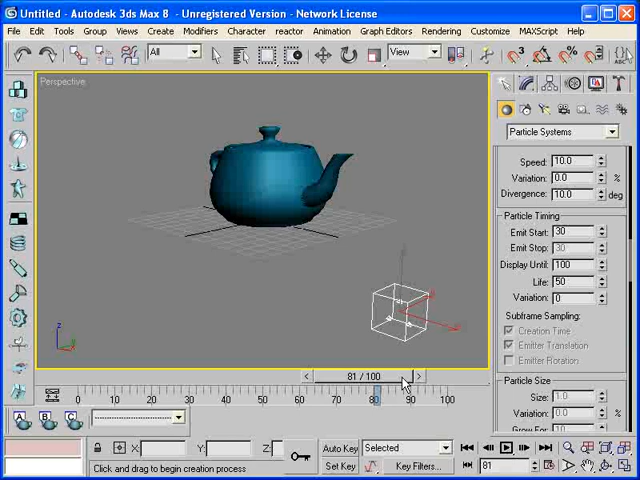 Untitled - Autodesk 3ds Max 8 - Unregistered Version - Network License
File Edit Tools Group Views Create Modifiers Character reactor Animation Graph Editors Rendering Customize MAXScript Help
All View
Perspective
Particle Systems
Speed: 10.0
Variation: 0.0 %
Divergence: 10.0 deg
Particle Timing
Emit Start: 30
Emit Stop: 30
Display Until: 100
Life: 50
Variation: 0
Subframe Sampling:
Creation Time
Emitter Translation
Emitter Rotation
Particle Size
Size: 1.0
Variation: 0.0 %
Grow For: 10
z
81 / 100
0 10 20 30 40 50 60 70 80 90 100
A B C
X: Y: Z: Auto Key Selected
Click and drag to begin creation process Set Key Key Filters... 81